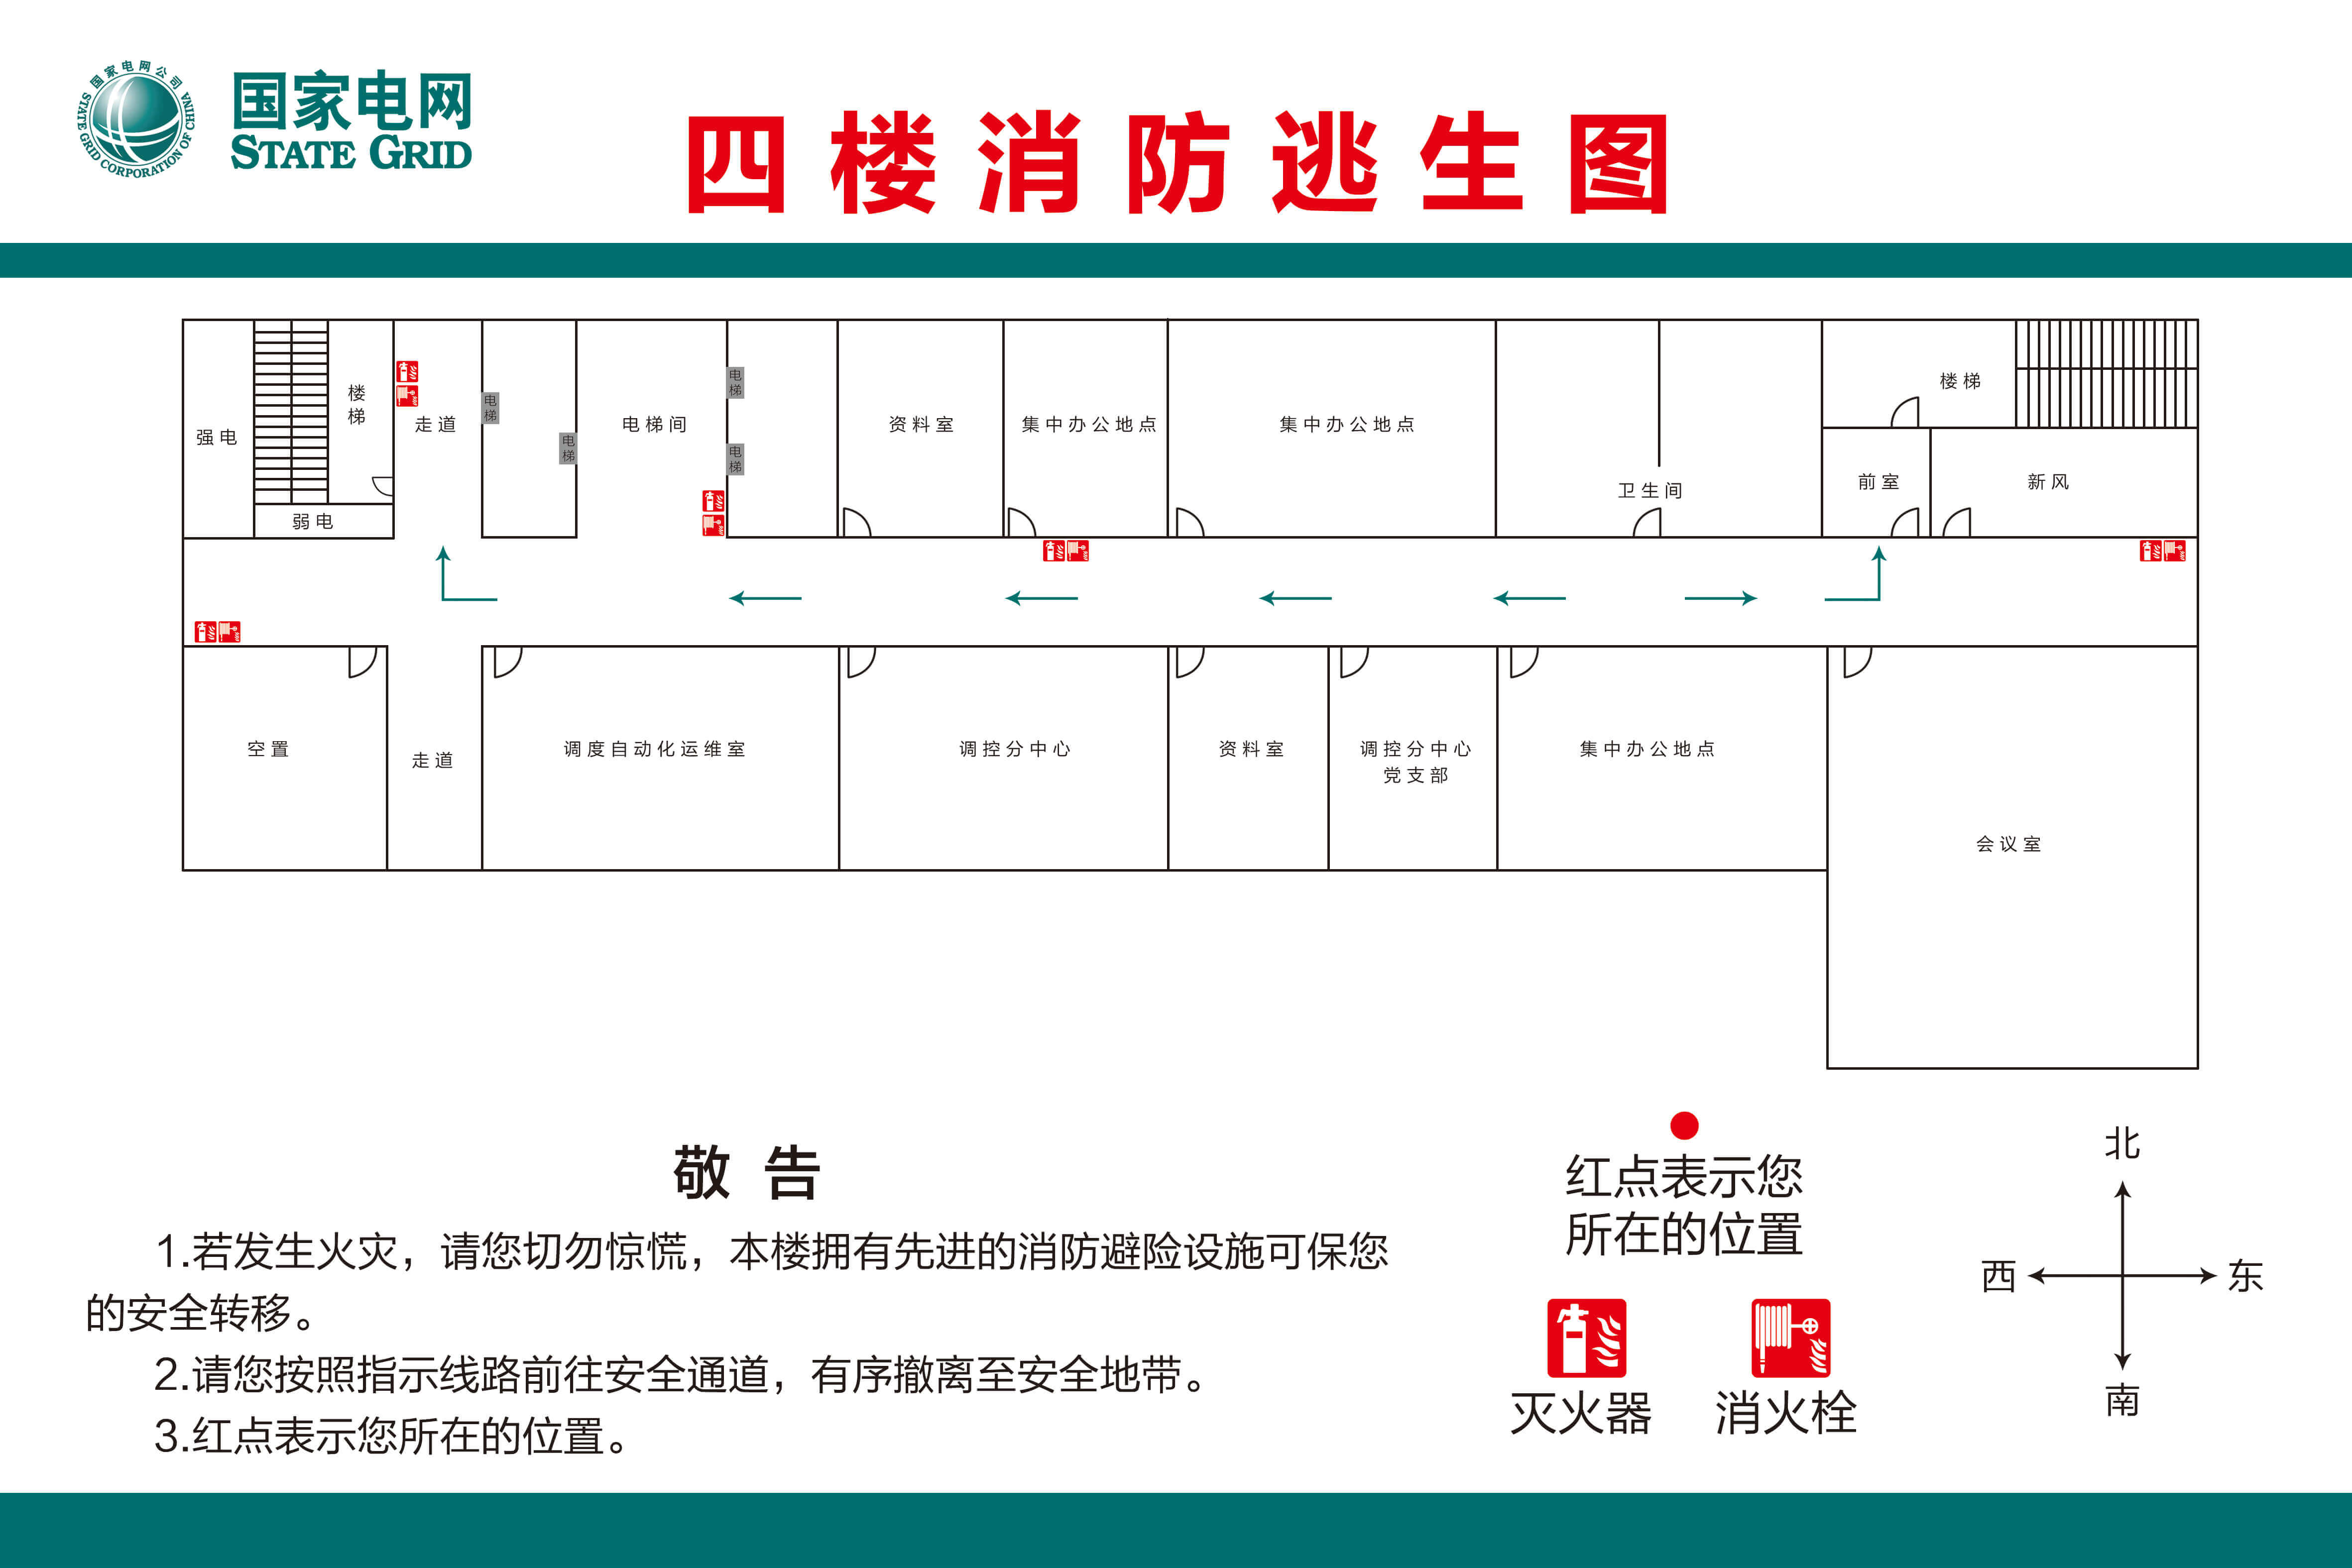 国家电网公司
STATE GRID CORPORATION OF CHINA
国家电网
STATE GRID
四楼消防逃生图
强电
楼梯
弱电
走道
电梯
电梯
电梯间
电梯
电梯
资料室
集中办公地点
集中办公地点
卫生间
楼梯
前室
新风
空置
走道
调度自动化运维室
调控分中心
资料室
调控分中心
党支部
集中办公地点
会议室
敬告
1.若发生火灾，请您切勿惊慌，本楼拥有先进的消防避险设施可保您
的安全转移。
2.请您按照指示线路前往安全通道，有序撤离至安全地带。
3.红点表示您所在的位置。
红点表示您
所在的位置
灭火器
消火栓
北
西
东
南